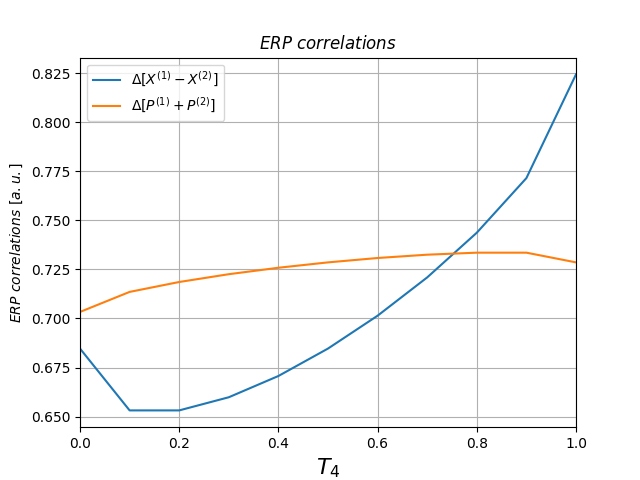 ERP correlations
Δ[X⁽¹⁾ − X⁽²⁾]
Δ[P⁽¹⁾ + P⁽²⁾]
ERP correlations [a. u.]
0.825
0.800
0.775
0.750
0.725
0.700
0.675
0.650
0.0 0.2 0.4 0.6 0.8 1.0
T₄